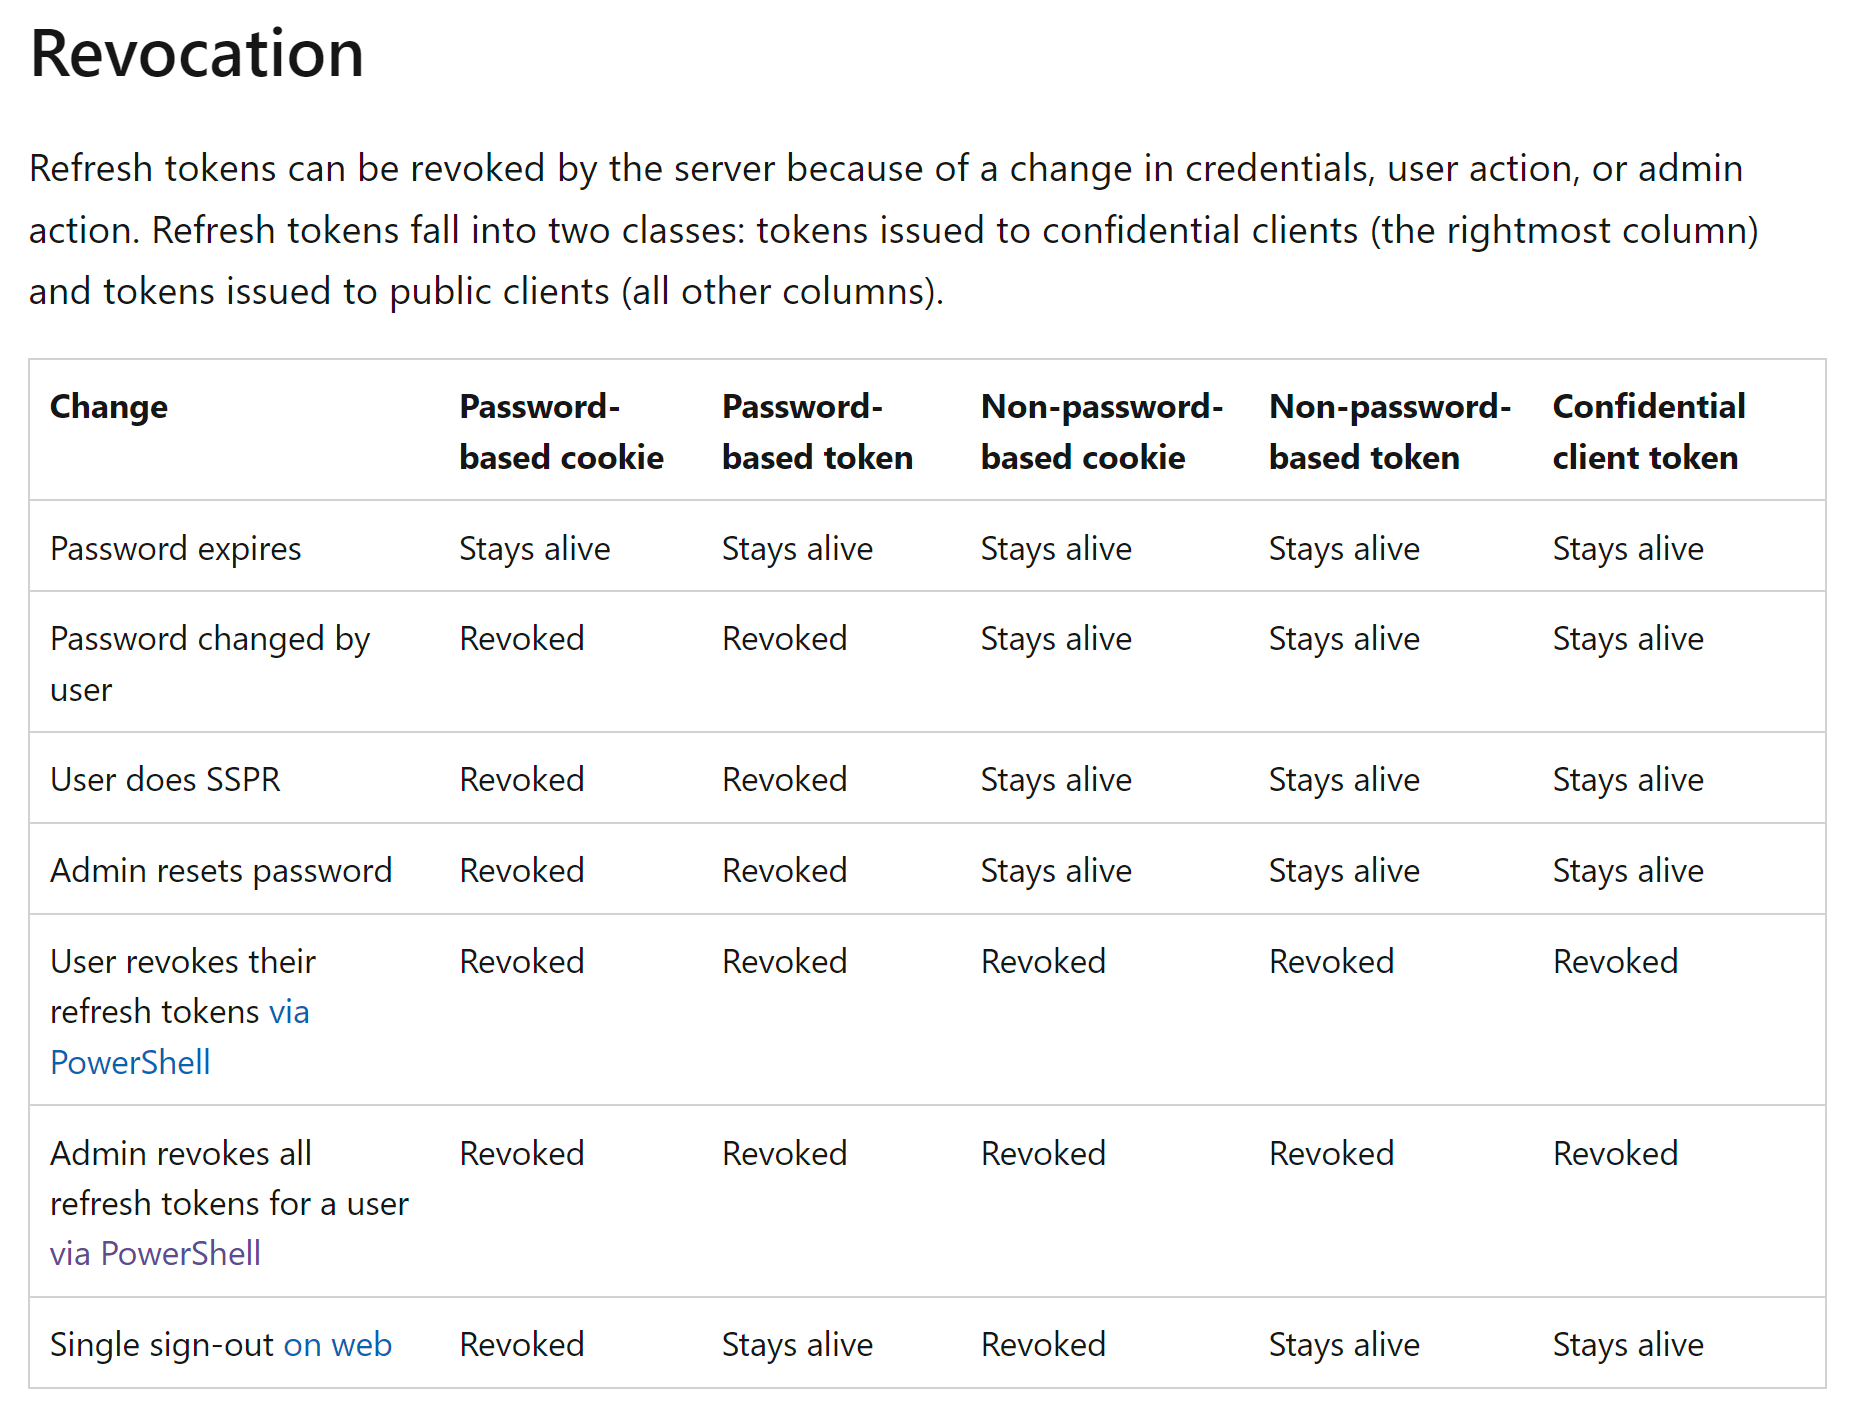 Revocation
Refresh tokens can be revoked by the server because of a change in credentials, user action, or admin
action. Refresh tokens fall into two classes: tokens issued to confidential clients (the rightmost column)
and tokens issued to public clients (all other columns).
Change Password- Password- Non-password- Non-password- Confidential
based cookie based token based cookie based token client token
Password expires Stays alive Stays alive Stays alive Stays alive Stays alive
Password changed by Revoked Revoked Stays alive Stays alive Stays alive
user
User does SSPR Revoked Revoked Stays alive Stays alive Stays alive
Admin resets password Revoked Revoked Stays alive Stays alive Stays alive
User revokes their Revoked Revoked Revoked Revoked Revoked
refresh tokens via
PowerShell
Admin revokes all Revoked Revoked Revoked Revoked Revoked
refresh tokens for a user
via PowerShell
Single sign-out on web Revoked Stays alive Revoked Stays alive Stays alive